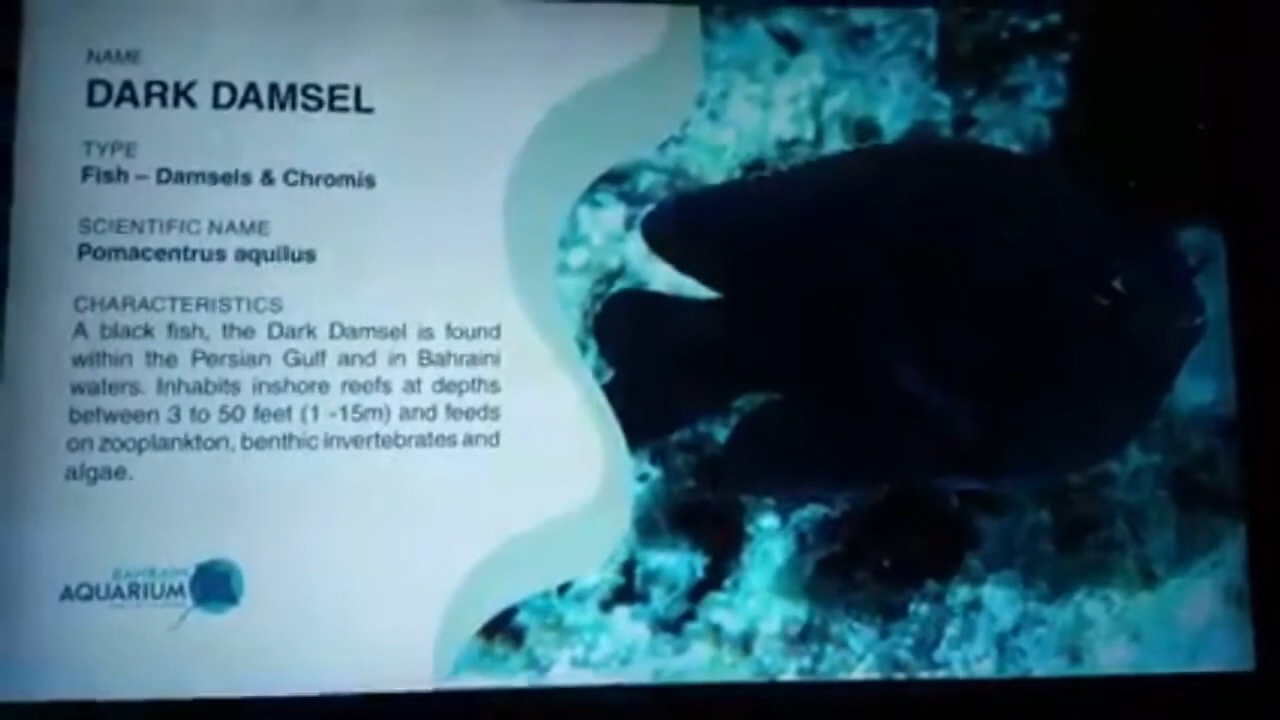 NAME
DARK DAMSEL
TYPE
Fish – Damsels & Chromis
SCIENTIFIC NAME
Pomacentrus aquilus
CHARACTERISTICS
A black fish, the Dark Damsel is found
within the Persian Gulf and in Bahraini
waters. Inhabits inshore reefs at depths
between 3 to 50 feet (1 -15m) and feeds
on zooplankton, benthic invertebrates and
algae.
BAHRAIN
AQUARIUM